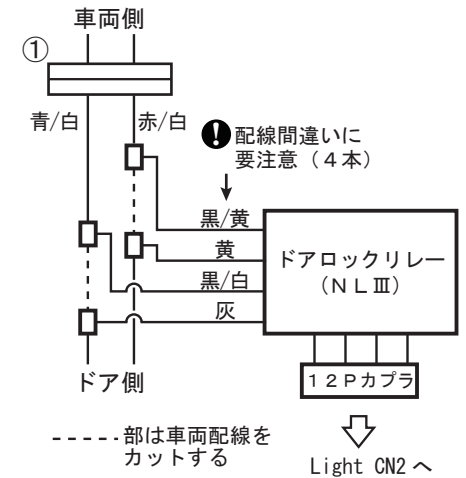 車両側
①
青/白
赤/白
!配線間違いに
要注意（４本）
黒/黄
黄
黒/白
灰
ドアロックリレー
（ＮＬⅢ）
１２Ｐカプラ
ドア側
-----部は車両配線を
カットする
Light CN2 へ